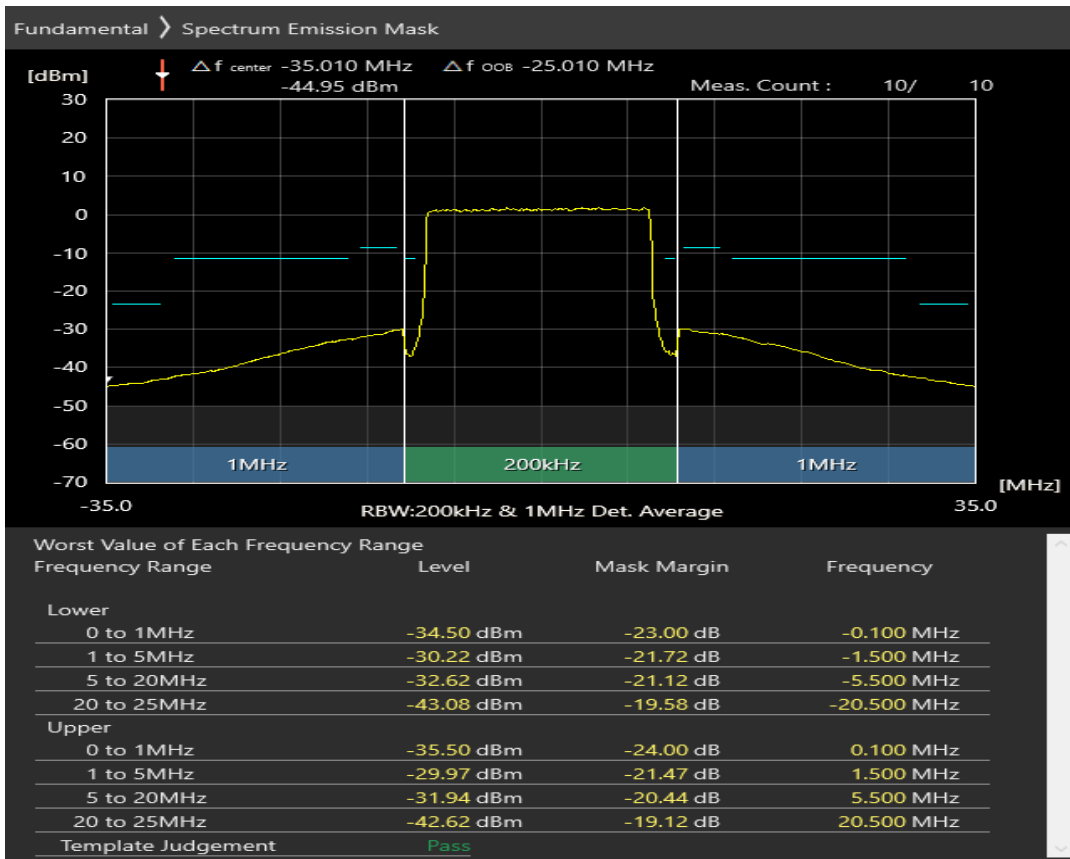 Fundamental ❯ Spectrum Emission Mask
[dBm] △f center -35.010 MHz △f OOB -25.010 MHz
-44.95 dBm Meas. Count : 10/ 10
30
20
10
0
-10
-20
-30
-40
-50
-60
-70
1MHz 200kHz 1MHz
[MHz]
-35.0 RBW:200kHz & 1MHz Det. Average 35.0
Worst Value of Each Frequency Range
Frequency Range Level Mask Margin Frequency
Lower
0 to 1MHz -34.50 dBm -23.00 dB -0.100 MHz
1 to 5MHz -30.22 dBm -21.72 dB -1.500 MHz
5 to 20MHz -32.62 dBm -21.12 dB -5.500 MHz
20 to 25MHz -43.08 dBm -19.58 dB -20.500 MHz
Upper
0 to 1MHz -35.50 dBm -24.00 dB 0.100 MHz
1 to 5MHz -29.97 dBm -21.47 dB 1.500 MHz
5 to 20MHz -31.94 dBm -20.44 dB 5.500 MHz
20 to 25MHz -42.62 dBm -19.12 dB 20.500 MHz
Template Judgement Pass